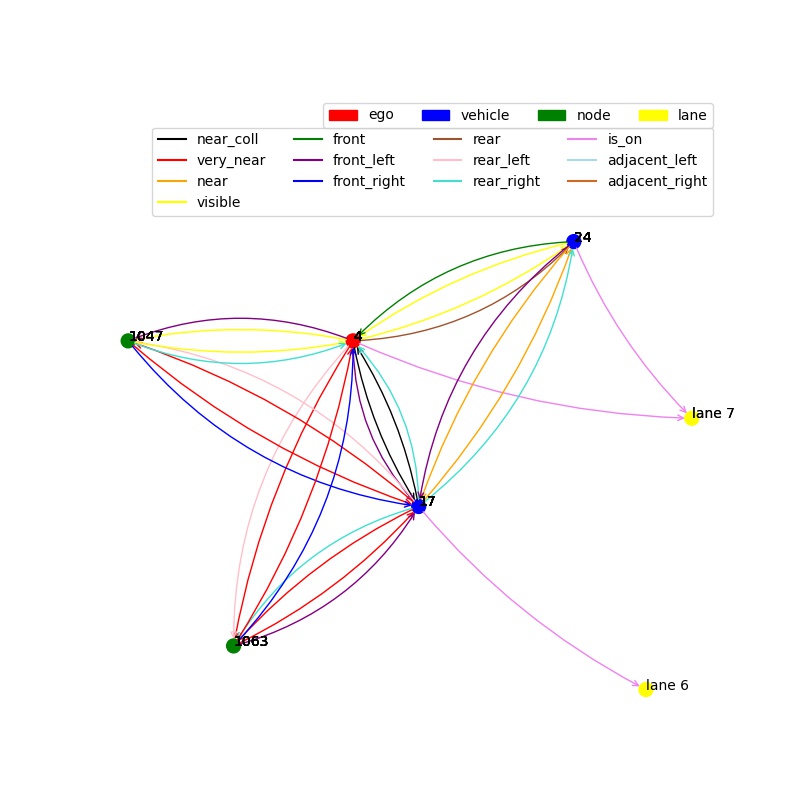 ego vehicle node lane
near_coll front rear is_on
very_near front_left rear_left adjacent_left
near front_right rear_right adjacent_right
visible
24
1047
4
lane 7
17
1063
lane 6